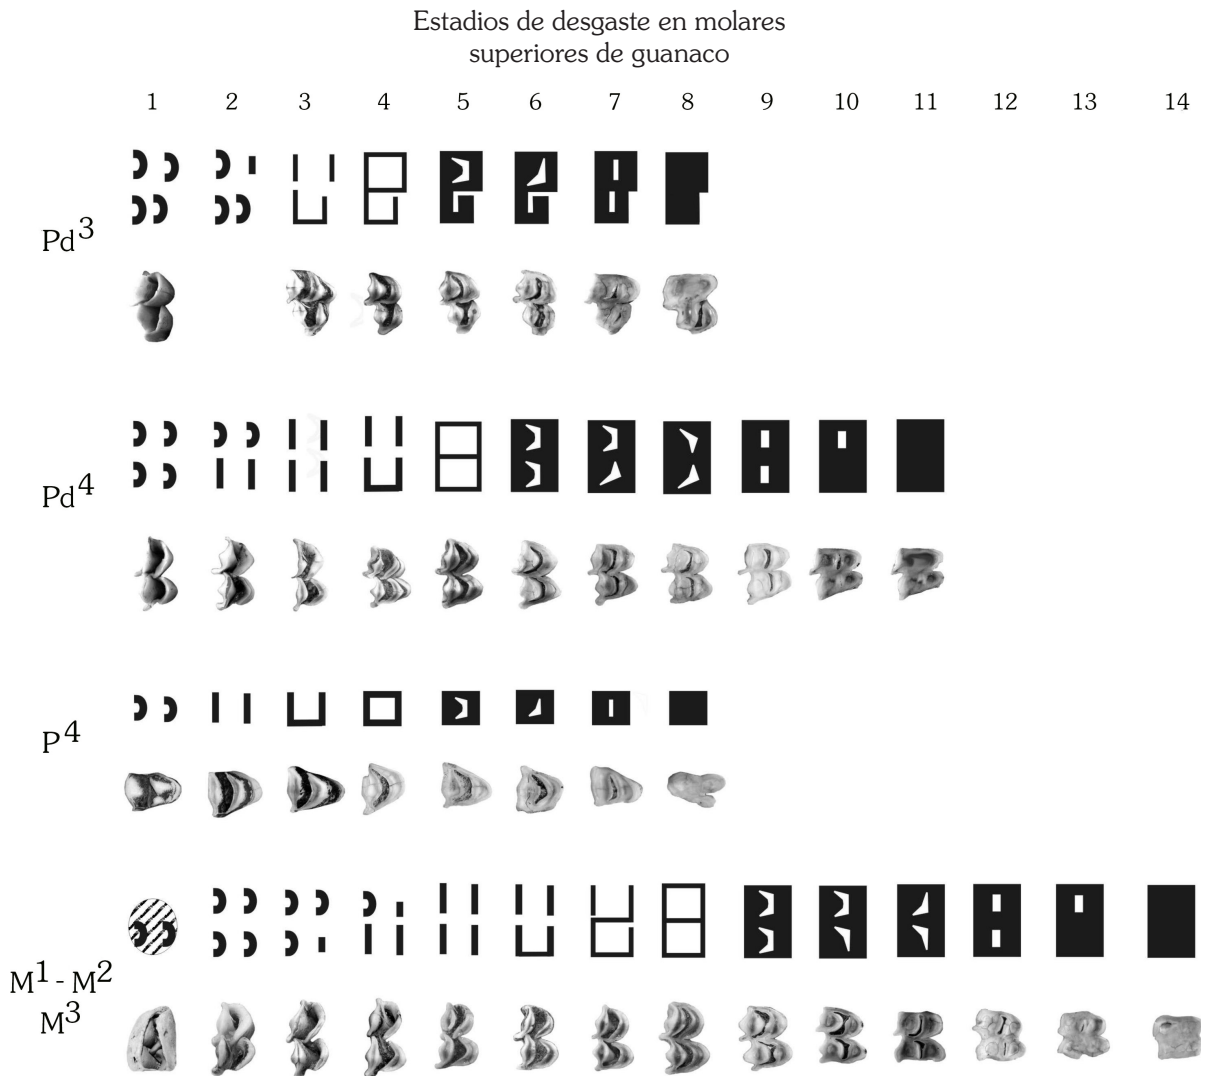 Estadios de desgaste en molares
superiores de guanaco
1 2 3 4 5 6 7 8 9 10 11 12 13 14
Pd³
Pd⁴
P⁴
M¹ - M²
M³